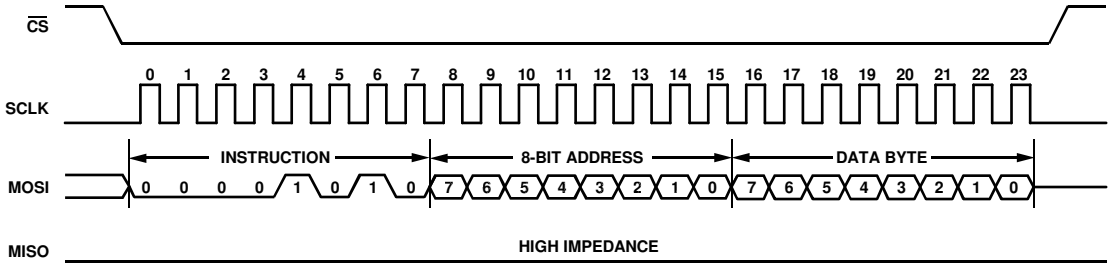 CS
0 1 2 3 4 5 6 7 8 9 10 11 12 13 14 15 16 17 18 19 20 21 22 23
SCLK
INSTRUCTION 8-BIT ADDRESS DATA BYTE
MOSI 0 0 0 0 1 0 1 0 7 6 5 4 3 2 1 0 7 6 5 4 3 2 1 0
HIGH IMPEDANCE
MISO